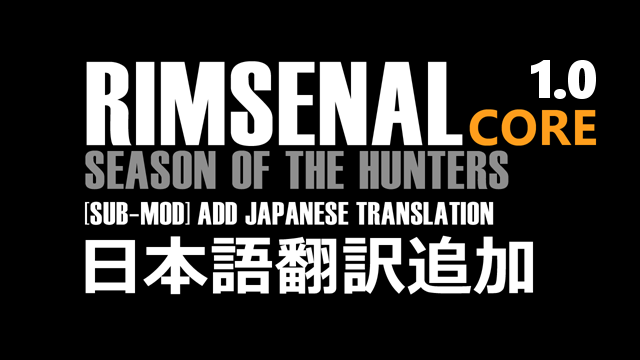 1.0
RIMSENAL CORE
SEASON OF THE HUNTERS
[SUB-MOD] ADD JAPANESE TRANSLATION
日本語翻訳追加